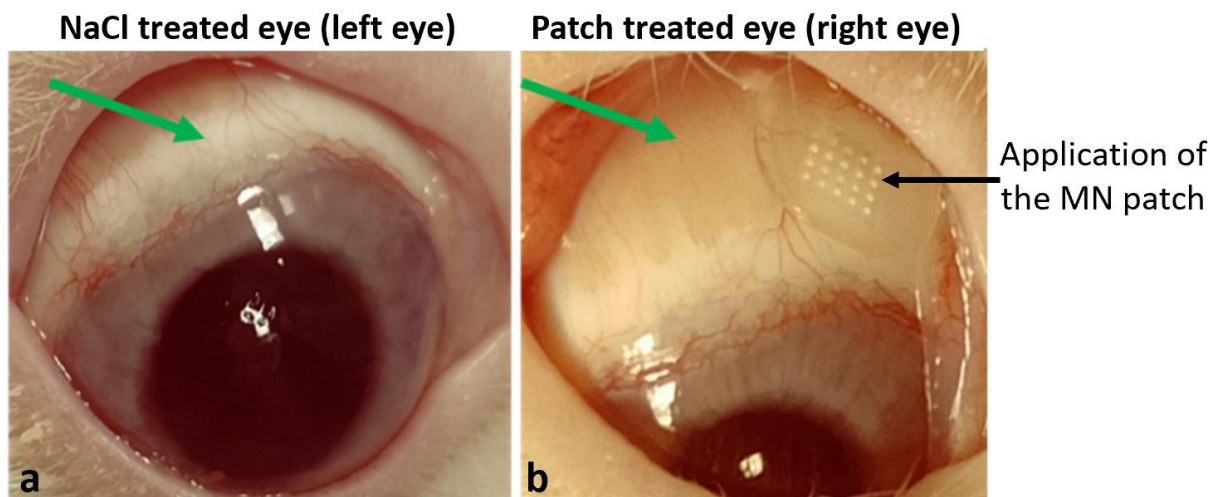 NaCl treated eye (left eye)
Patch treated eye (right eye)
Application of
the MN patch
a
b